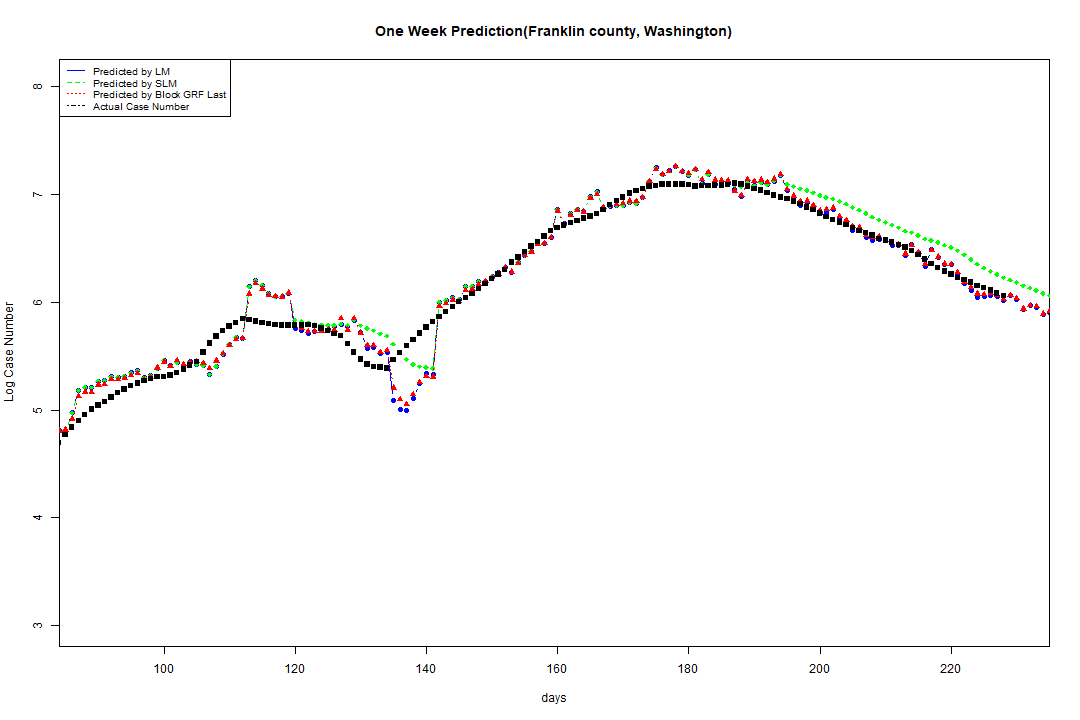 One Week Prediction(Franklin county, Washington)
Predicted by LM
Predicted by SLM
Predicted by Block GRF Last
Actual Case Number
8
7
6
5
4
3
Log Case Number
100 120 140 160 180 200 220
days